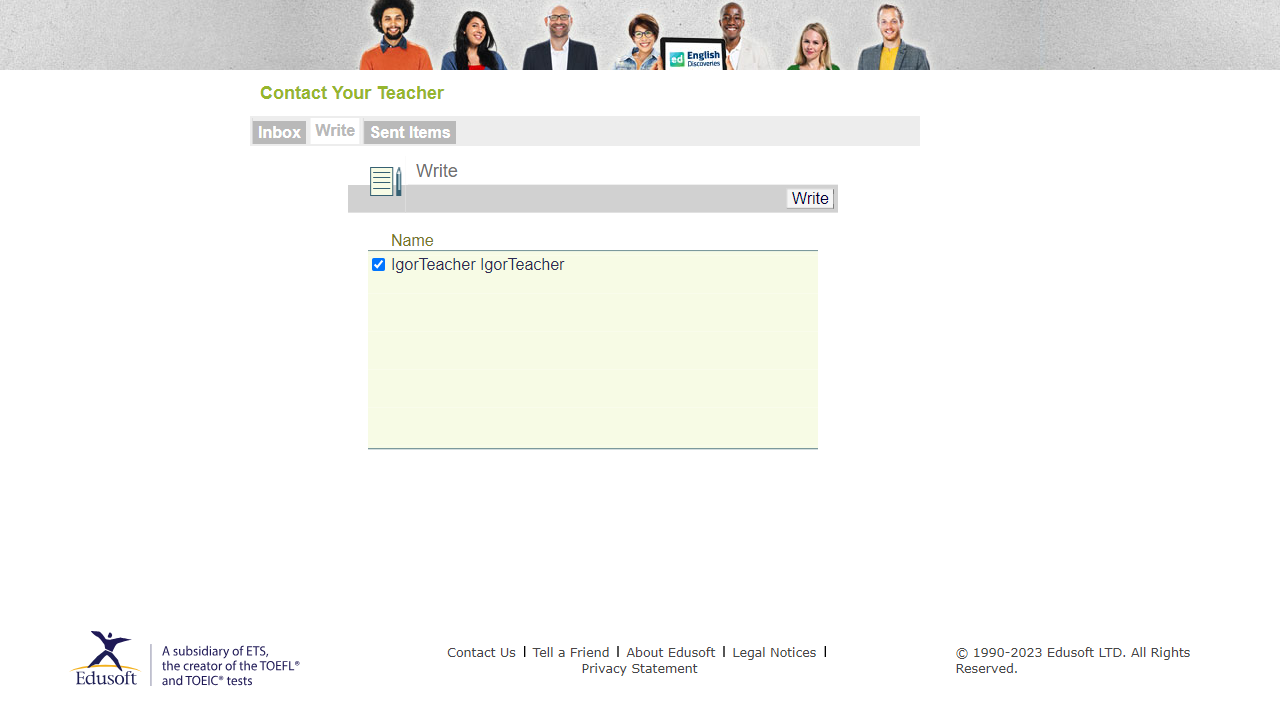 ed English
Discoveries
Contact Your Teacher
Inbox Write Sent Items
Write
Write
Name
IgorTeacher IgorTeacher
Edusoft
A subsidiary of ETS,
the creator of the TOEFL®
and TOEIC® tests
Contact Us | Tell a Friend | About Edusoft | Legal Notices |
Privacy Statement
© 1990-2023 Edusoft LTD. All Rights
Reserved.